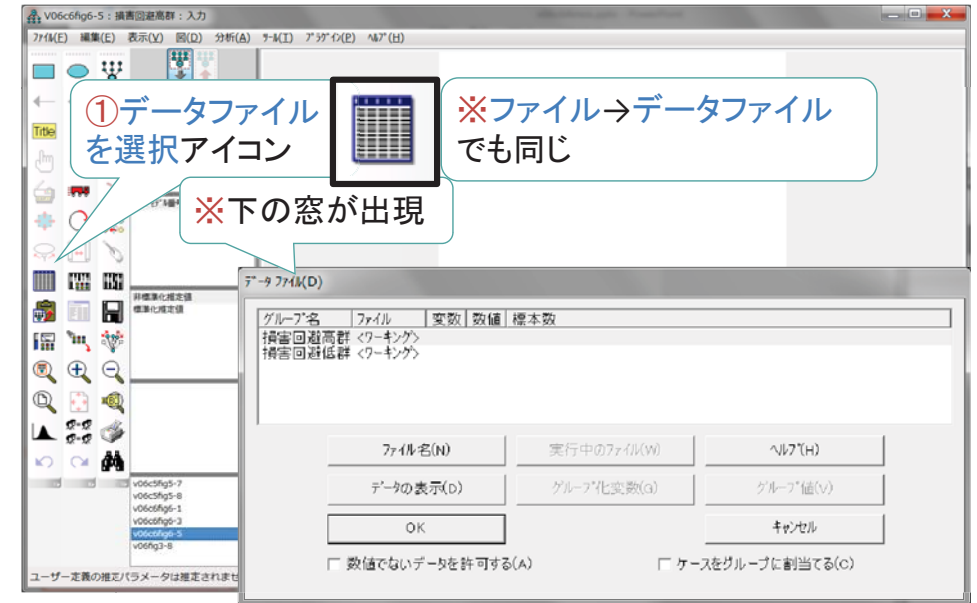 V06c6fig6-5 : 損害回避高群 : 入力
ファイル(F) 編集(E) 表示(V) 図(D) 分析(A) ツール(T) プラグイン(P) ヘルプ(H)
①データファイル
を選択アイコン
※ファイル→データファイル
でも同じ
Title
※下の窓が出現
データ ファイル(D)
非標準化推定値
標準化推定値
グループ名 ファイル 変数 数値 標本数
損害回避高群 <ワーキング>
損害回避低群 <ワーキング>
ファイル名(N) 実行中のファイル(W) ヘルプ(H)
データの表示(D) グループ化変数(G) グループ値(V)
OK キャンセル
数値でないデータを許可する(A) ケースをグループに割当てる(C)
v06c5fig5-7
v06c5fig5-8
v06c6fig6-1
v06c6fig6-3
v06c6fig6-5
v06fig3-8
ユーザー定義の推定パラメータは推定されませ